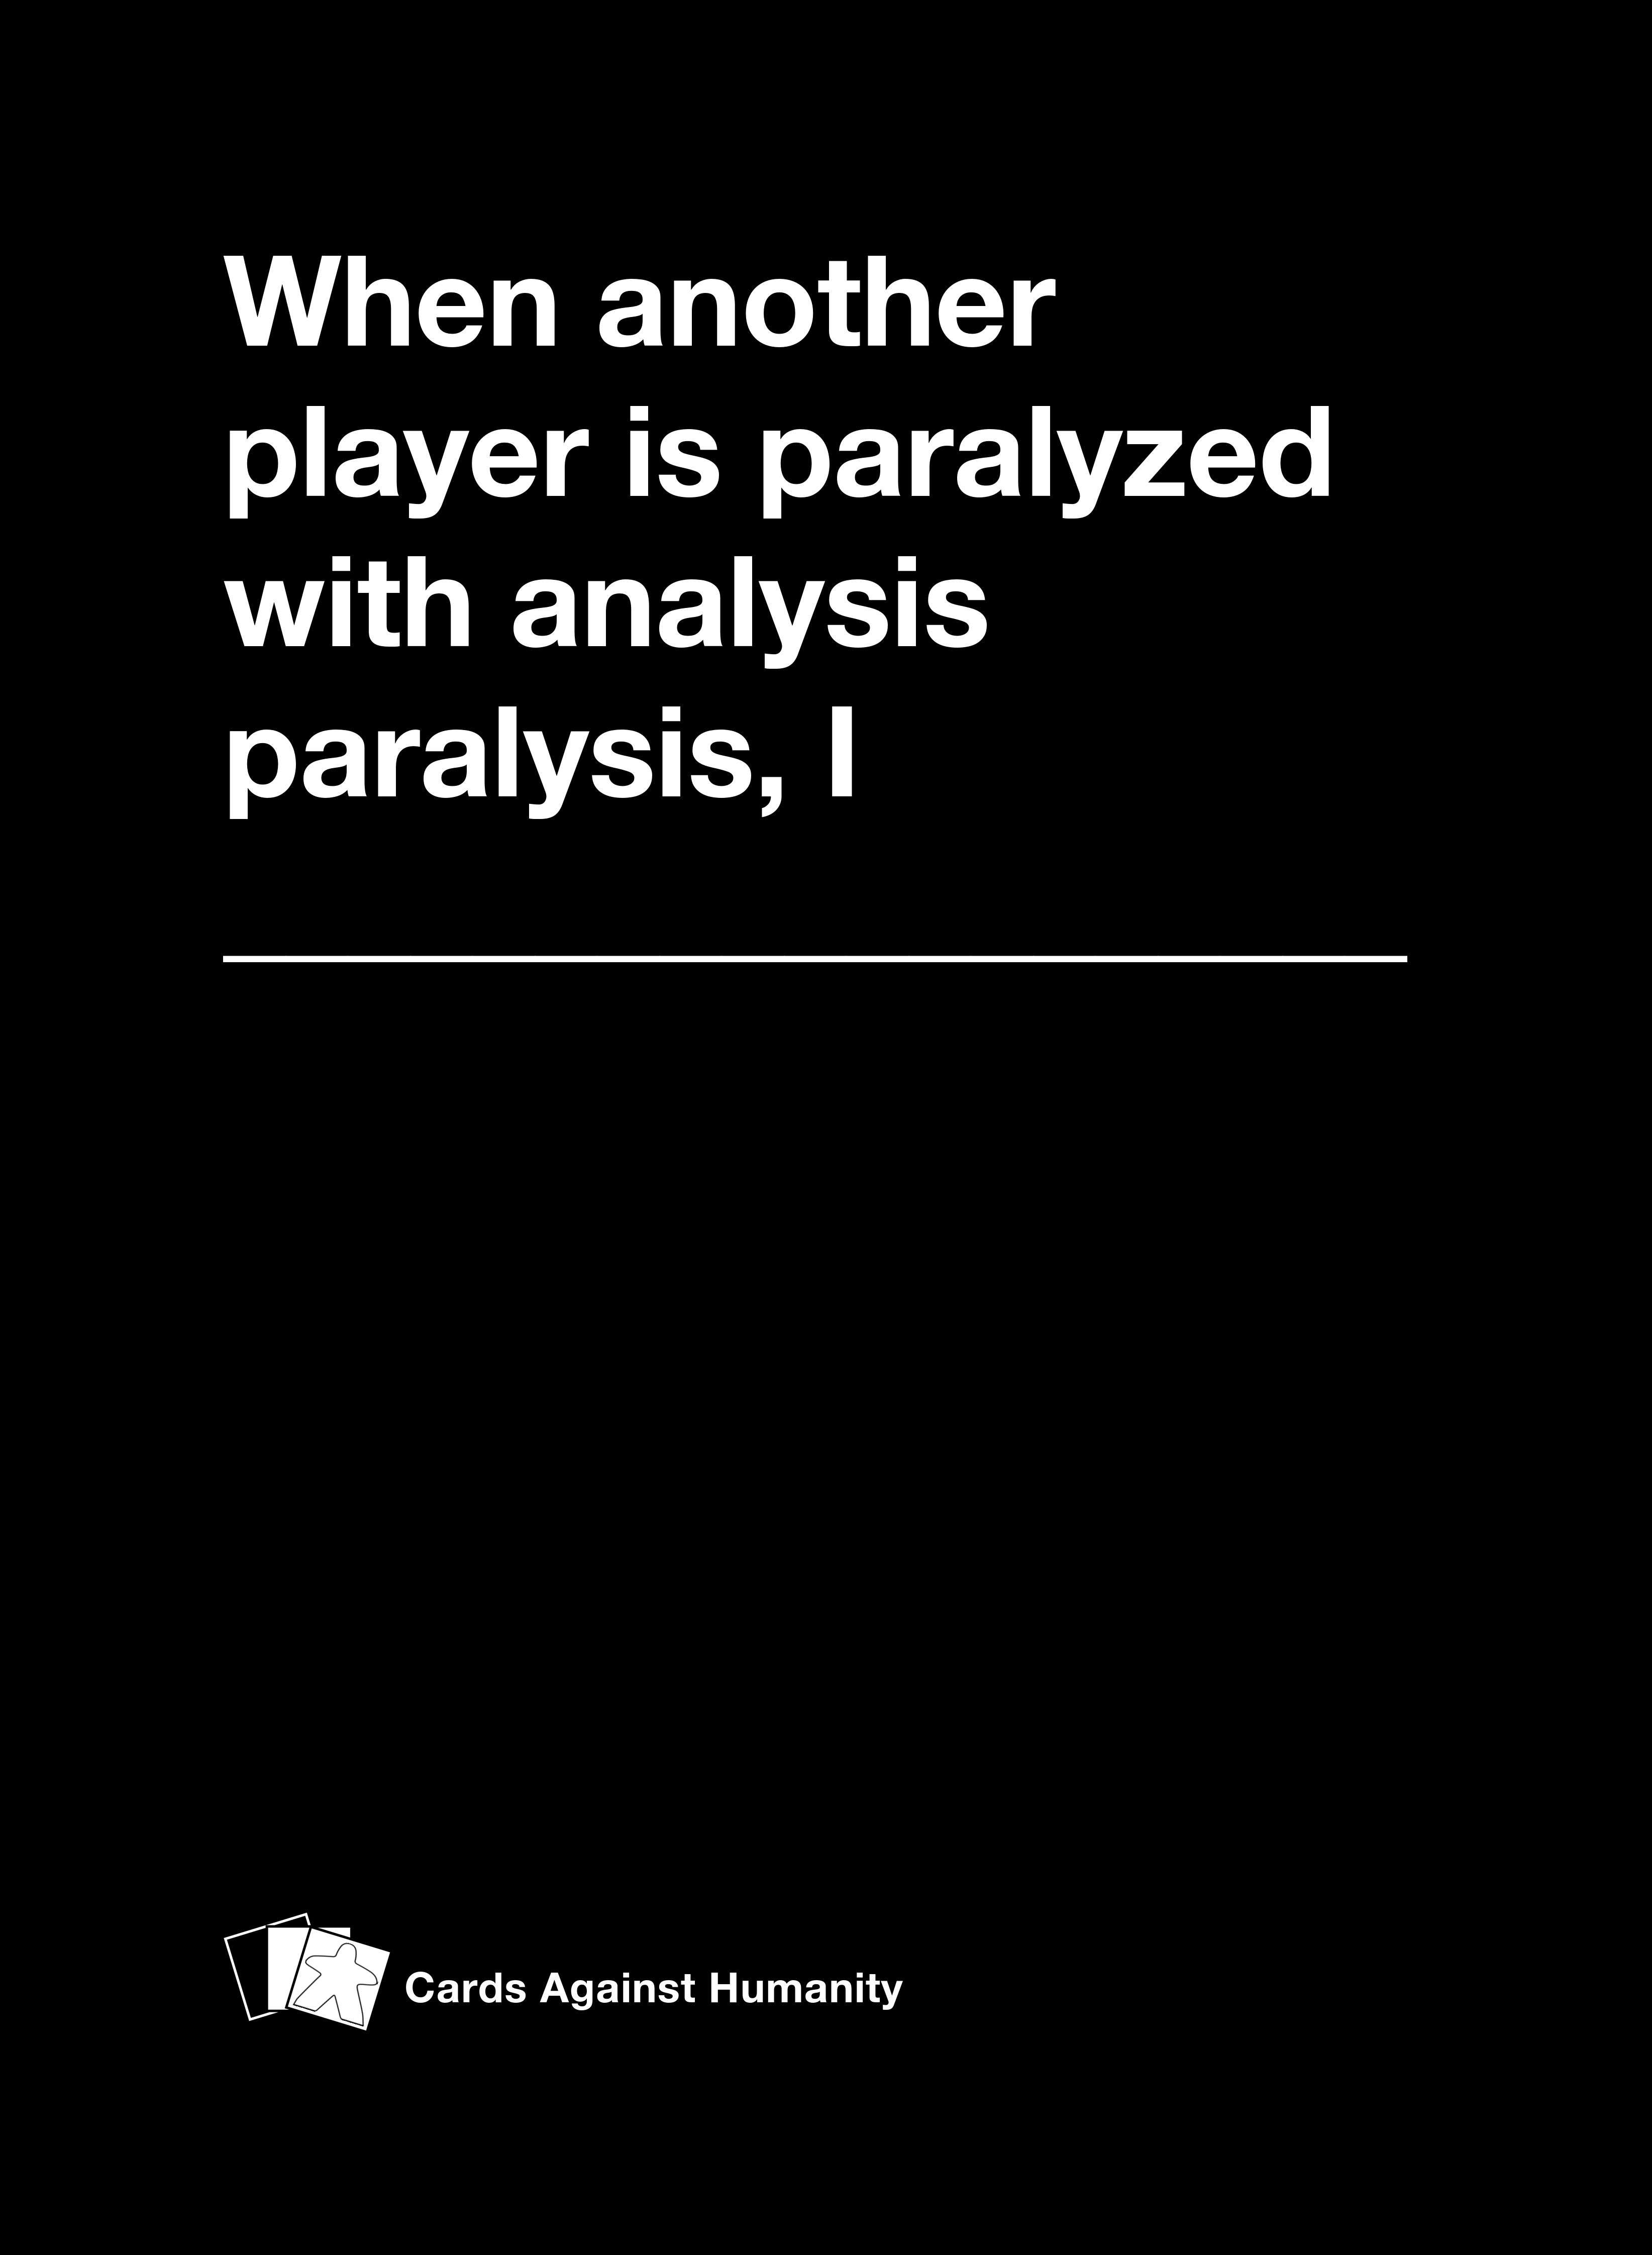 When another
player is paralyzed
with analysis
paralysis, I
Cards Against Humanity